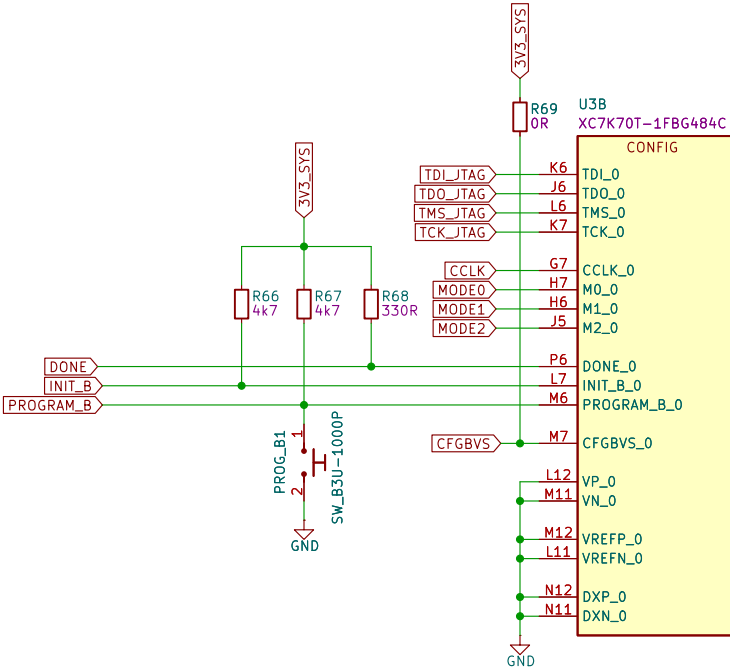 3V3_SYS
R69
0R
U3B
XC7K70T-1FBG484C
CONFIG
3V3_SYS
TDI_JTAG K6 TDI_0
TDO_JTAG J6 TDO_0
TMS_JTAG L6 TMS_0
TCK_JTAG K7 TCK_0
CCLK G7 CCLK_0
MODE0 H7 M0_0
MODE1 H6 M1_0
MODE2 J5 M2_0
R66
4k7
R67
4k7
R68
330R
DONE P6 DONE_0
INIT_B L7 INIT_B_0
PROGRAM_B M6 PROGRAM_B_0
CFGBVS M7 CFGBVS_0
PROG_B1
1
2
SW_B3U-1000P
GND
L12 VP_0
M11 VN_0
M12 VREFP_0
L11 VREFN_0
N12 DXP_0
N11 DXN_0
GND